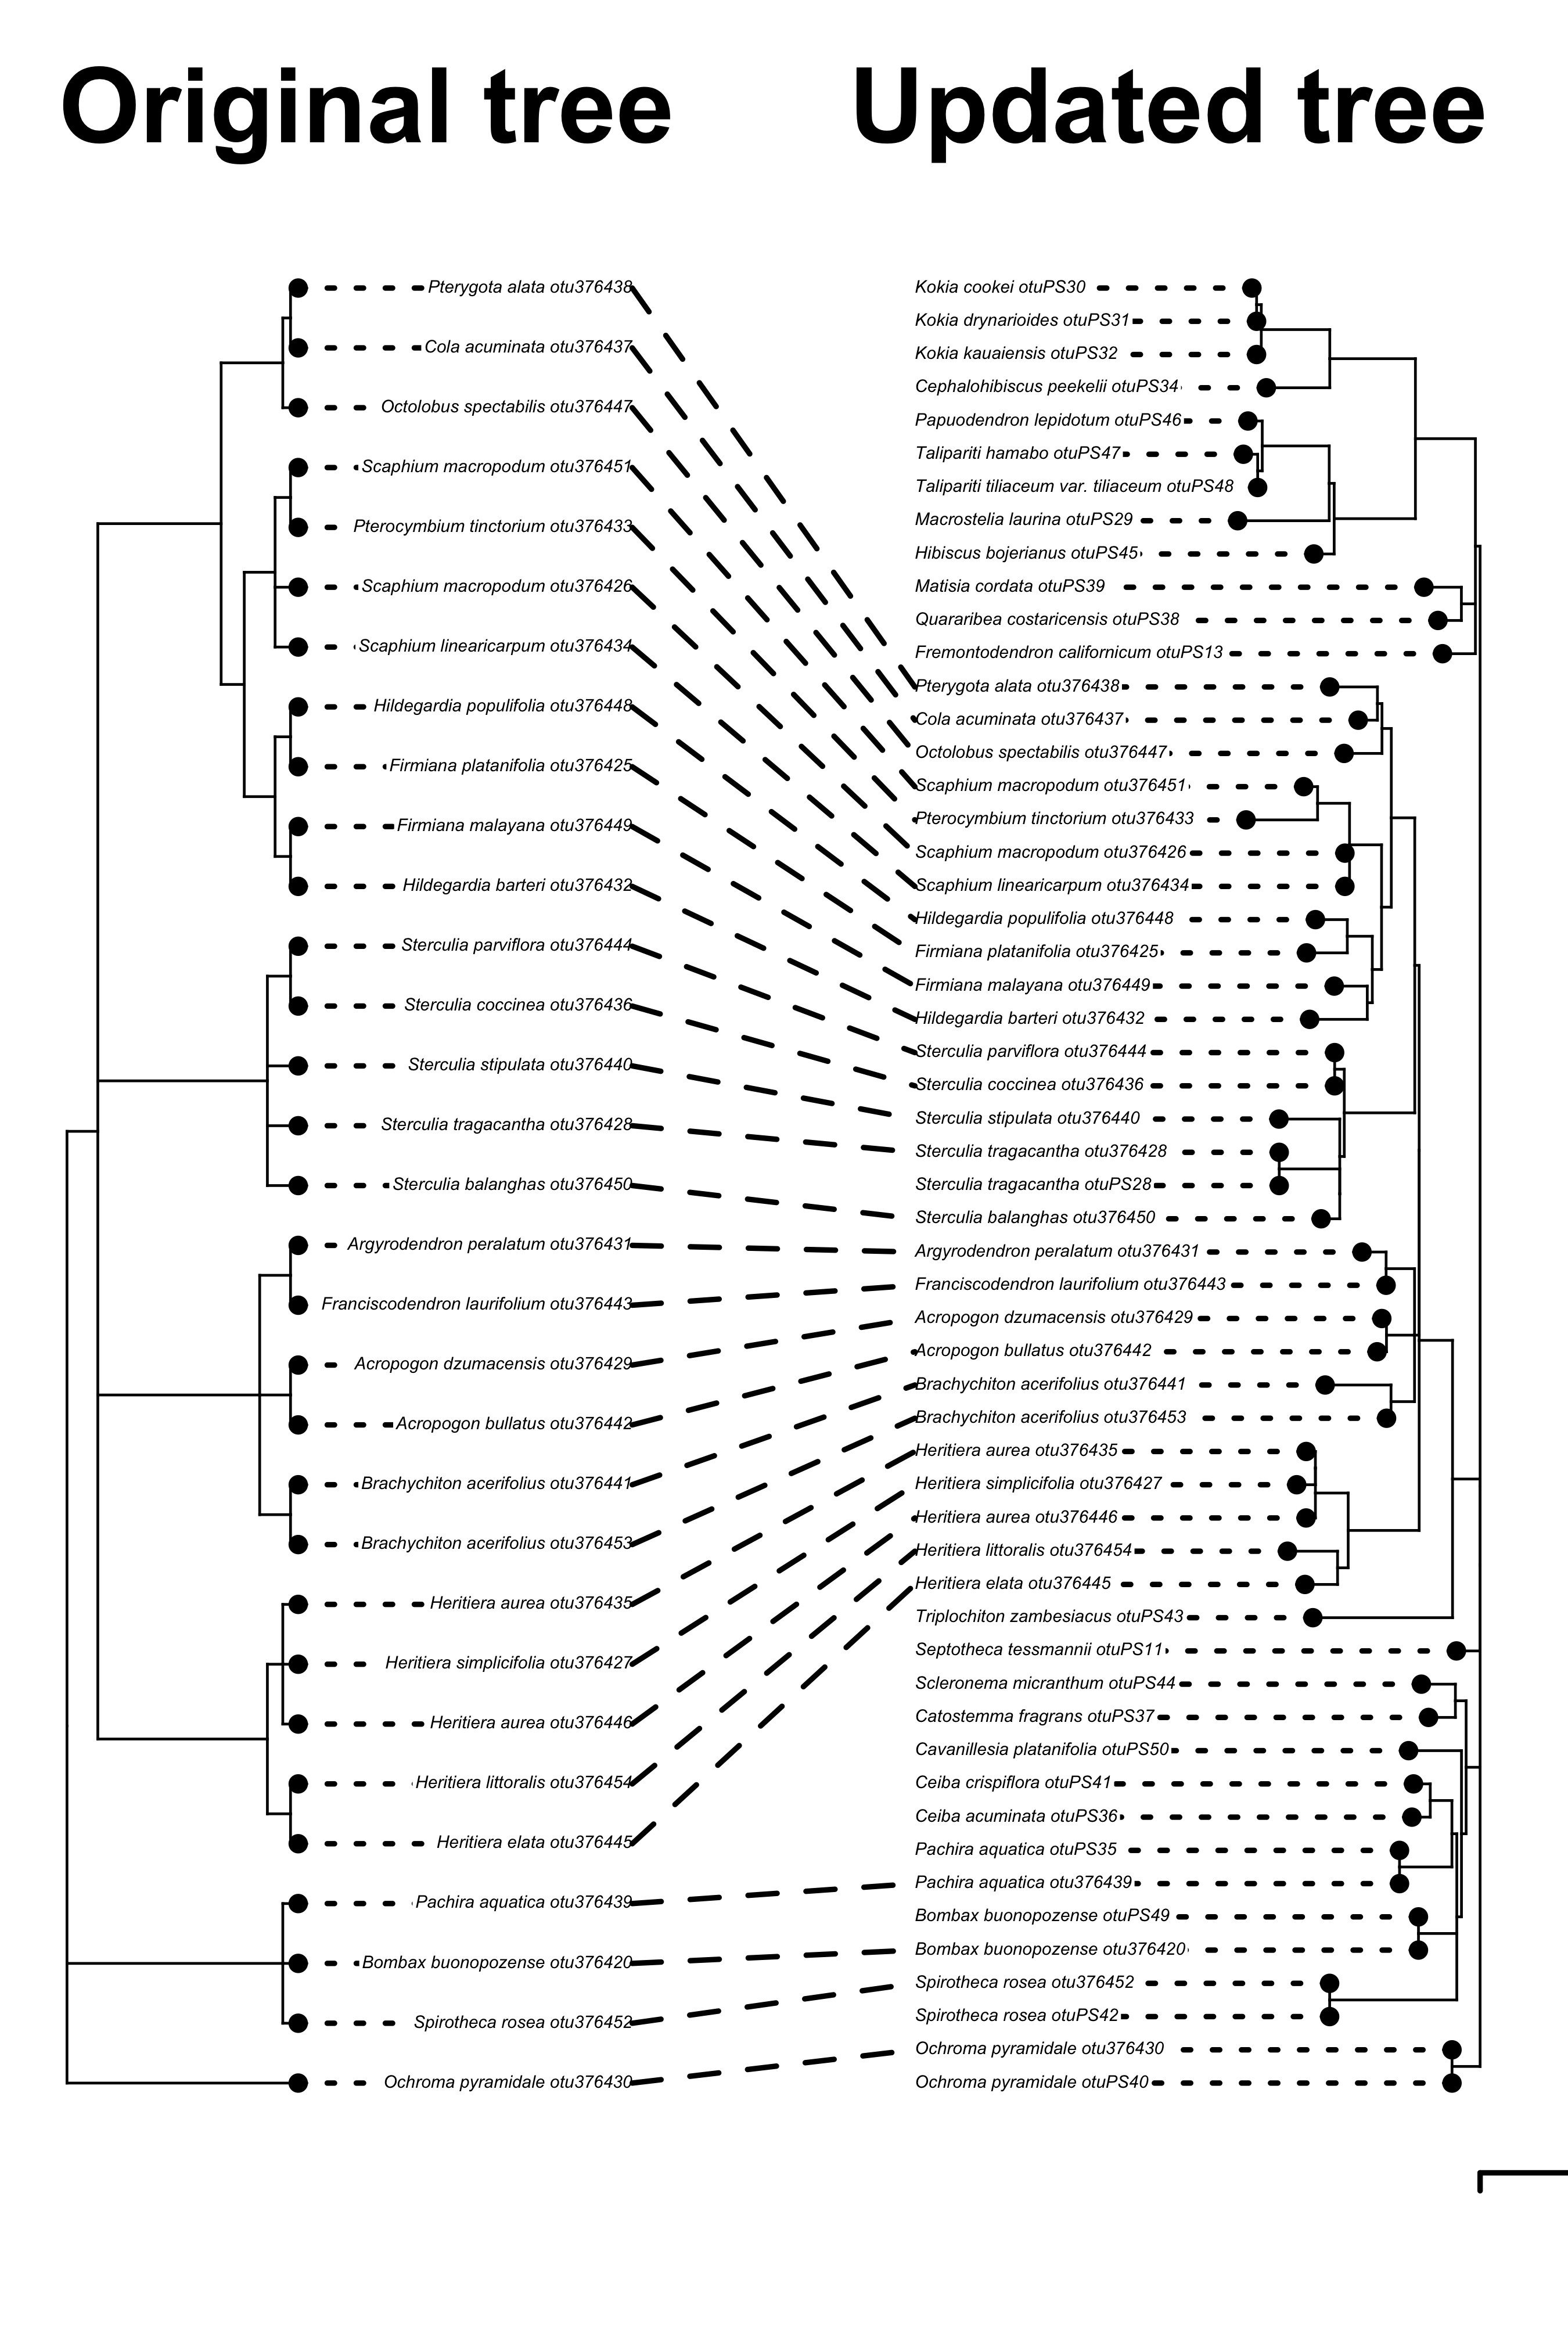 Original tree
Updated tree
Pterygota alata otu376438
Cola acuminata otu376437
Octolobus spectabilis otu376447
Scaphium macropodum otu376451
Pterocymbium tinctorium otu376433
Scaphium macropodum otu376426
Scaphium linearicarpum otu376434
Hildegardia populifolia otu376448
Firmiana platanifolia otu376425
Firmiana malayana otu376449
Hildegardia barteri otu376432
Sterculia parviflora otu376444
Sterculia coccinea otu376436
Sterculia stipulata otu376440
Sterculia tragacantha otu376428
Sterculia balanghas otu376450
Argyrodendron peralatum otu376431
Franciscodendron laurifolium otu376443
Acropogon dzumacensis otu376429
Acropogon bullatus otu376442
Brachychiton acerifolius otu376441
Brachychiton acerifolius otu376453
Heritiera aurea otu376435
Heritiera simplicifolia otu376427
Heritiera aurea otu376446
Heritiera littoralis otu376454
Heritiera elata otu376445
Pachira aquatica otu376439
Bombax buonopozense otu376420
Spirotheca rosea otu376452
Ochroma pyramidale otu376430
Kokia cookei otuPS30
Kokia drynarioides otuPS31
Kokia kauaiensis otuPS32
Cephalohibiscus peekelii otuPS34
Papuodendron lepidotum otuPS46
Talipariti hamabo otuPS47
Talipariti tiliaceum var. tiliaceum otuPS48
Macrostelia laurina otuPS29
Hibiscus bojerianus otuPS45
Matisia cordata otuPS39
Quararibea costaricensis otuPS38
Fremontodendron californicum otuPS13
Pterygota alata otu376438
Cola acuminata otu376437
Octolobus spectabilis otu376447
Scaphium macropodum otu376451
Pterocymbium tinctorium otu376433
Scaphium macropodum otu376426
Scaphium linearicarpum otu376434
Hildegardia populifolia otu376448
Firmiana platanifolia otu376425
Firmiana malayana otu376449
Hildegardia barteri otu376432
Sterculia parviflora otu376444
Sterculia coccinea otu376436
Sterculia stipulata otu376440
Sterculia tragacantha otu376428
Sterculia tragacantha otuPS28
Sterculia balanghas otu376450
Argyrodendron peralatum otu376431
Franciscodendron laurifolium otu376443
Acropogon dzumacensis otu376429
Acropogon bullatus otu376442
Brachychiton acerifolius otu376441
Brachychiton acerifolius otu376453
Heritiera aurea otu376435
Heritiera simplicifolia otu376427
Heritiera aurea otu376446
Heritiera littoralis otu376454
Heritiera elata otu376445
Triplochiton zambesiacus otuPS43
Septotheca tessmannii otuPS11
Scleronema micranthum otuPS44
Catostemma fragrans otuPS37
Cavanillesia platanifolia otuPS50
Ceiba crispiflora otuPS41
Ceiba acuminata otuPS36
Pachira aquatica otuPS35
Pachira aquatica otu376439
Bombax buonopozense otuPS49
Bombax buonopozense otu376420
Spirotheca rosea otu376452
Spirotheca rosea otuPS42
Ochroma pyramidale otu376430
Ochroma pyramidale otuPS40